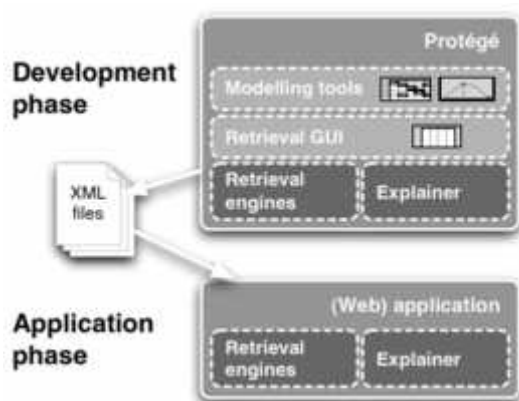 Protégé
Development
phase
Modelling tools
Retrieval GUI
XML
files
Retrieval
engines
Explainer
(Web) application
Application
phase
Retrieval
engines
Explainer